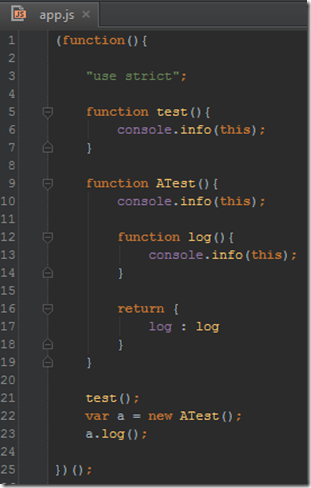 app.js
1 (function(){
2
3     "use strict";
4
5     function test(){
6         console.info(this);
7     }
8
9     function ATest(){
10         console.info(this);
11
12         function log(){
13             console.info(this);
14         }
15
16         return {
17             log : log
18         }
19     }
20
21     test();
22     var a = new ATest();
23     a.log();
24
25 })();